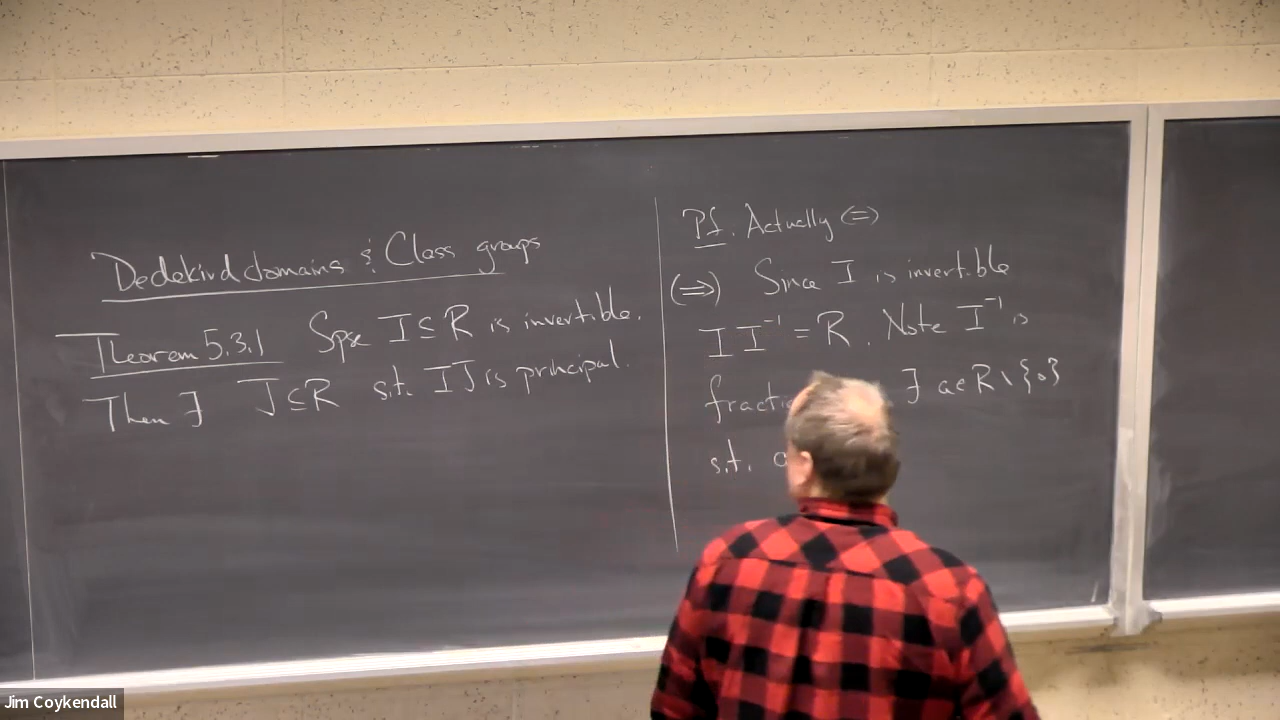 Dedekind domains & Class groups
Theorem 5.3.1 Spse I ⊆ R is invertible.
Then ∃ J ⊆ R s.t. IJ is principal.
Pf. Actually (⇔)
(⇒) Since I is invertible
I I⁻¹ = R. Note I⁻¹ is
∃ a ∈ R \ {0}
s.t.
Jim Coykendall